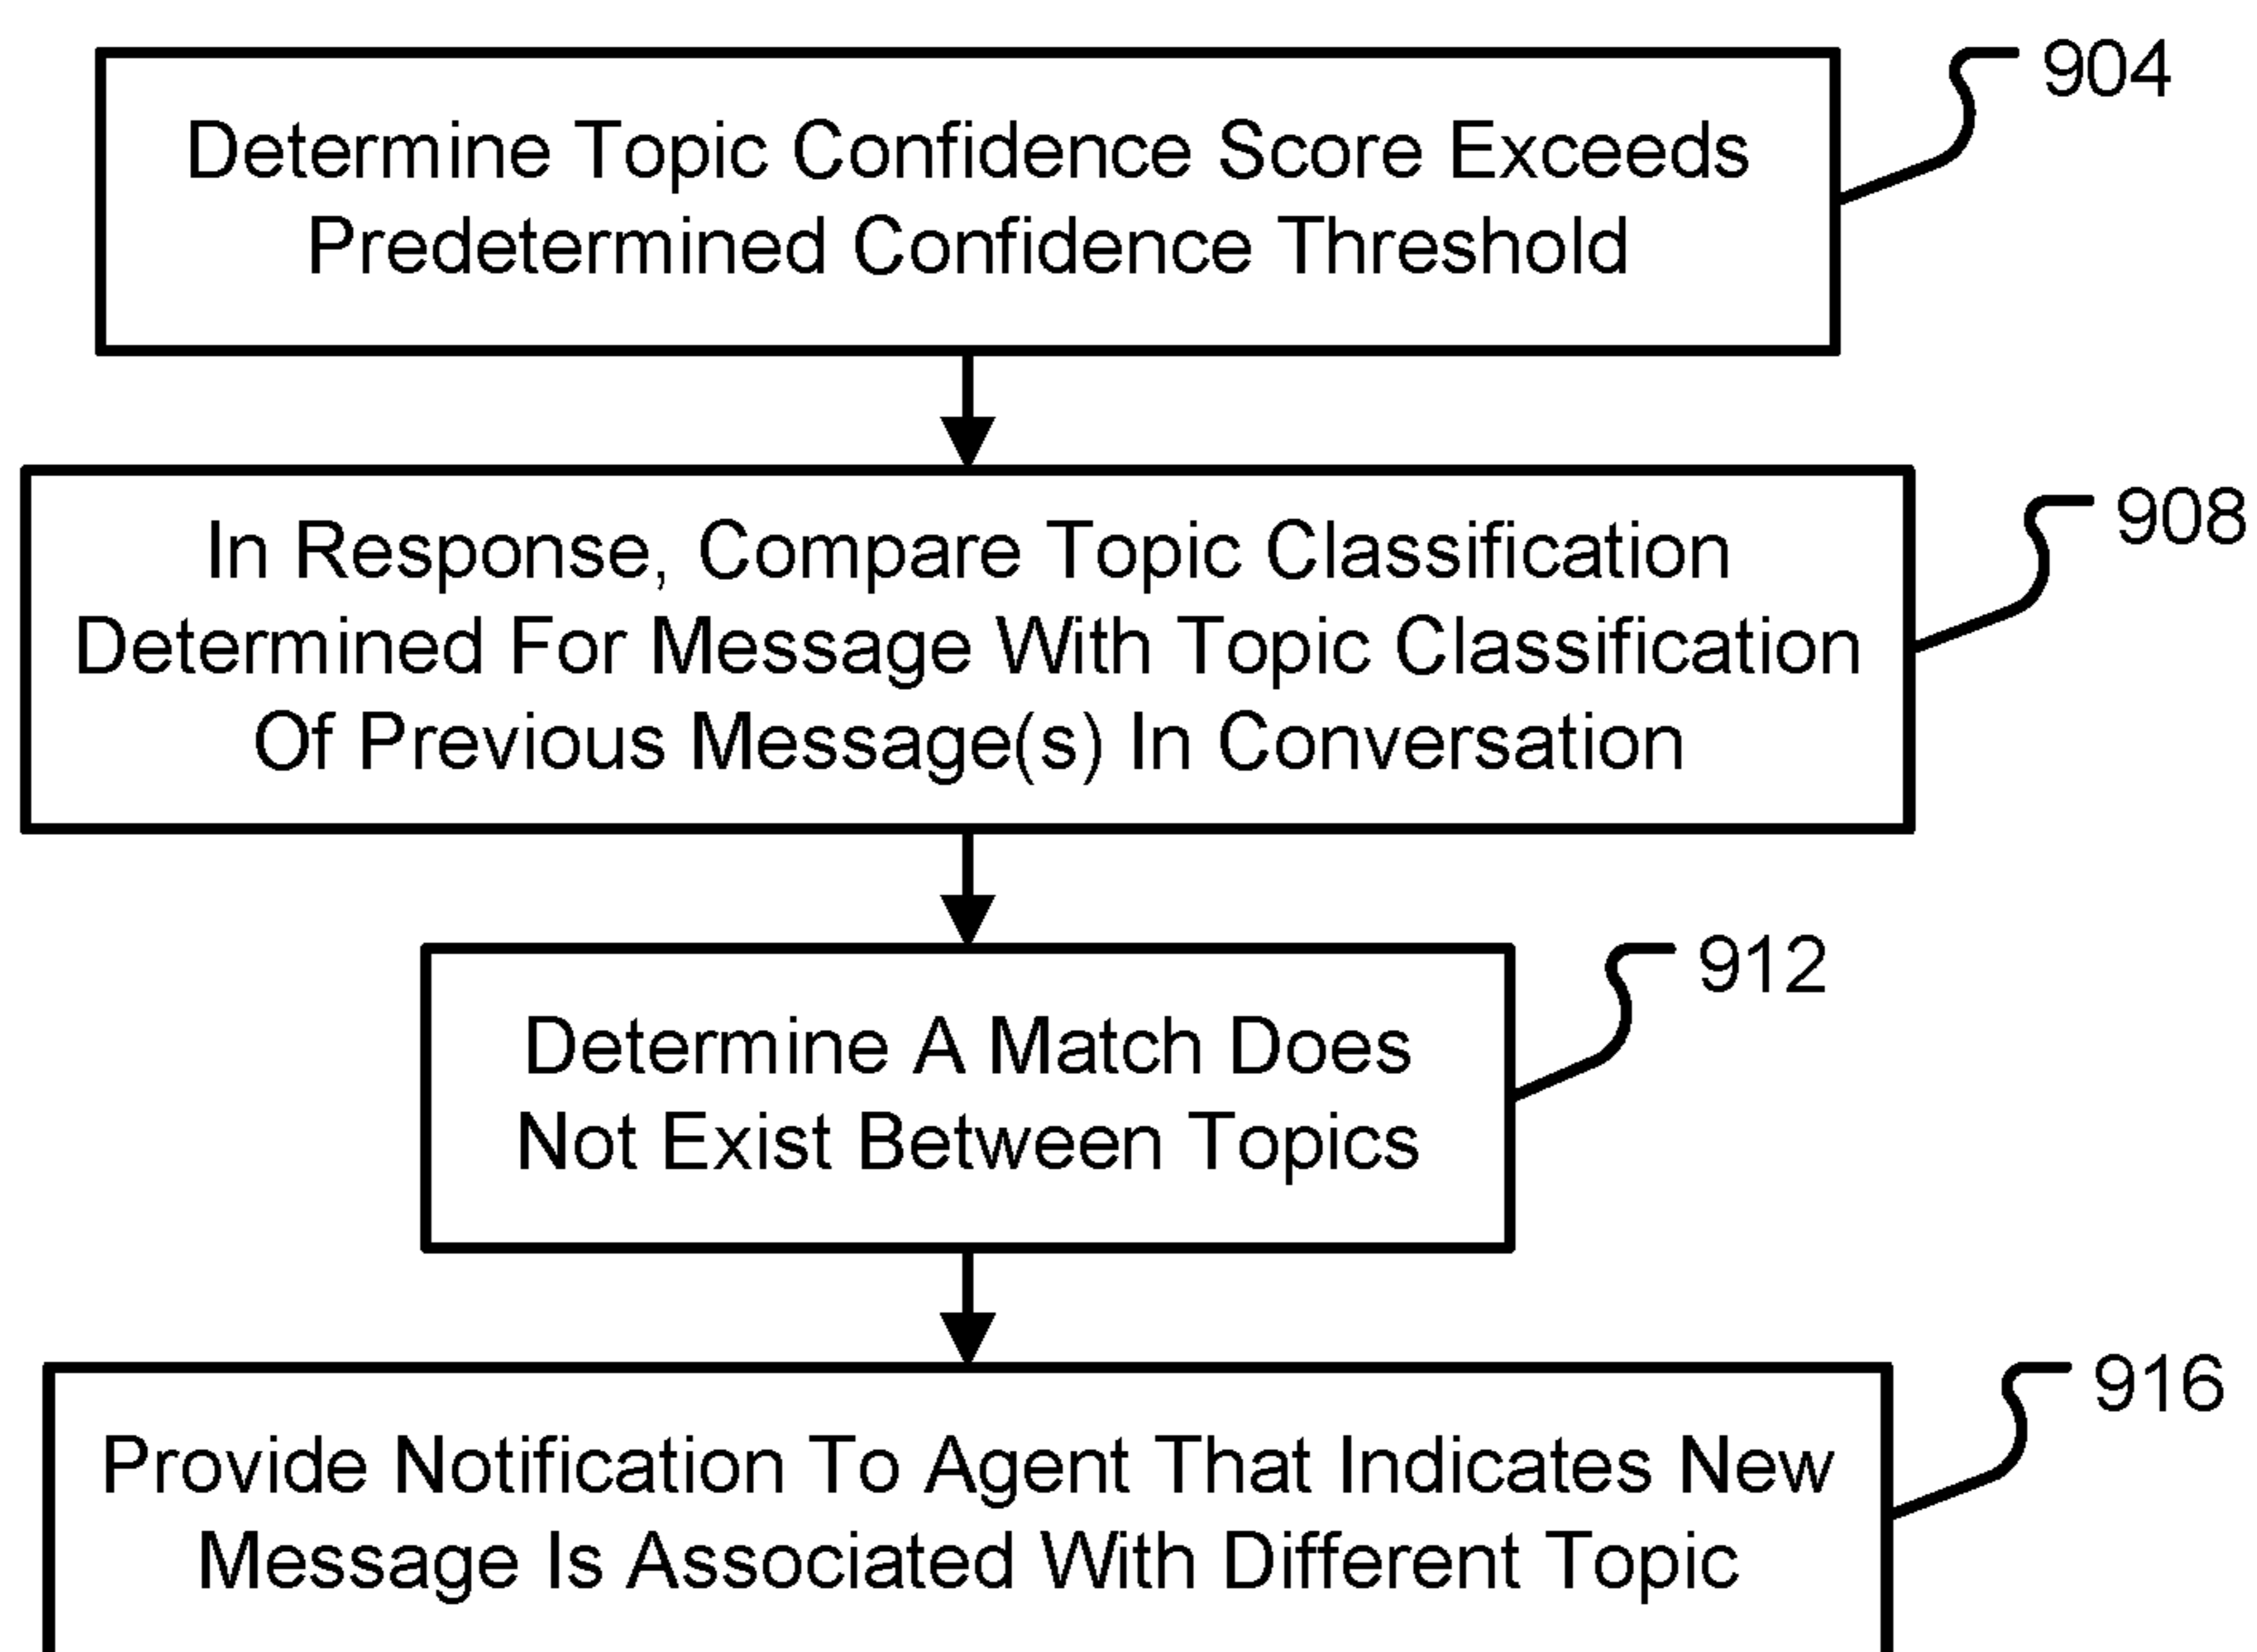 904
Determine Topic Confidence Score Exceeds
Predetermined Confidence Threshold
908
In Response, Compare Topic Classification
Determined For Message With Topic Classification
Of Previous Message(s) In Conversation
912
Determine A Match Does
Not Exist Between Topics
916
Provide Notification To Agent That Indicates New
Message Is Associated With Different Topic